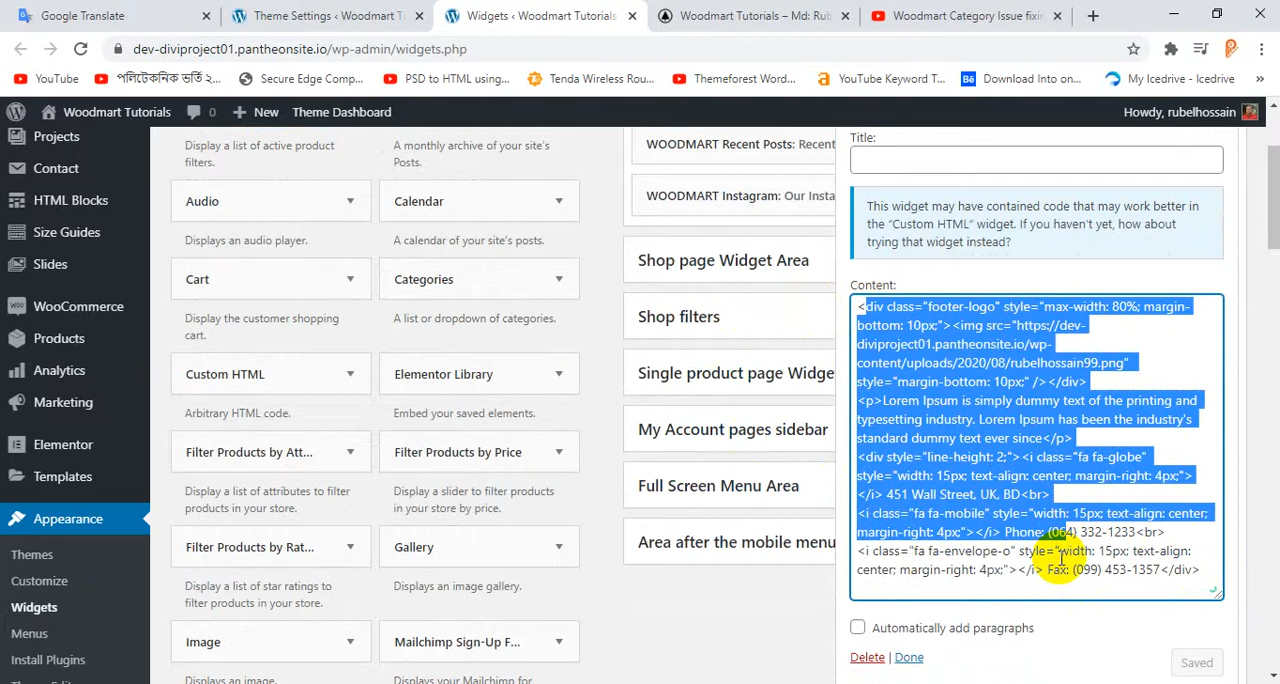 Google Translate
Theme Settings ‹ Woodmart T
Widgets ‹ Woodmart Tutorials
Woodmart Tutorials – Md: Rub
Woodmart Category Issue fixin
dev-diviproject01.pantheonsite.io/wp-admin/widgets.php
YouTube
পলিটেকনিক ভর্তি ২...
Secure Edge Comp...
PSD to HTML using...
Tenda Wireless Rou...
Themeforest Word...
YouTube Keyword T...
Download Into on...
My Icedrive - Icedrive
Woodmart Tutorials
0
New
Theme Dashboard
Howdy, rubelhossain
Projects
Contact
HTML Blocks
Size Guides
Slides
WooCommerce
Products
Analytics
Marketing
Elementor
Templates
Appearance
Themes
Customize
Widgets
Menus
Install Plugins
Display a list of active product
filters.
A monthly archive of your site's
Posts.
Audio
Calendar
Displays an audio player.
A calendar of your site's posts.
Cart
Categories
Display the customer shopping
cart.
A list or dropdown of categories.
Custom HTML
Elementor Library
Arbitrary HTML code.
Embed your saved elements.
Filter Products by Att...
Filter Products by Price
Display a list of attributes to filter
products in your store.
Display a slider to filter products
in your store by price.
Filter Products by Rat...
Gallery
Display a list of star ratings to
filter products in your store.
Displays an image gallery.
Image
Mailchimp Sign-Up F...
Displays an image.
Displays your Mailchimp for
WOODMART Recent Posts: Recent
WOODMART Instagram: Our Insta
Shop page Widget Area
Shop filters
Single product page Widge
My Account pages sidebar
Full Screen Menu Area
Area after the mobile menu
Title:
This widget may have contained code that may work better in
the “Custom HTML” widget. If you haven't yet, how about
trying that widget instead?
Content:
<div class="footer-logo" style="max-width: 80%; margin-
bottom: 10px;"><img src="https://dev-
diviproject01.pantheonsite.io/wp-
content/uploads/2020/08/rubelhossain99.png"
style="margin-bottom: 10px;" /></div>
<p>Lorem Ipsum is simply dummy text of the printing and
typesetting industry. Lorem Ipsum has been the industry's
standard dummy text ever since</p>
<div style="line-height: 2;"><i class="fa fa-globe"
style="width: 15px; text-align: center; margin-right: 4px;">
</i> 451 Wall Street, UK, BD<br>
<i class="fa fa-mobile" style="width: 15px; text-align: center;
margin-right: 4px;"></i> Phone: (064) 332-1233<br>
<i class="fa fa-envelope-o" style="width: 15px; text-align:
center; margin-right: 4px;"></i> Fax: (099) 453-1357</div>
Automatically add paragraphs
Delete | Done
Saved